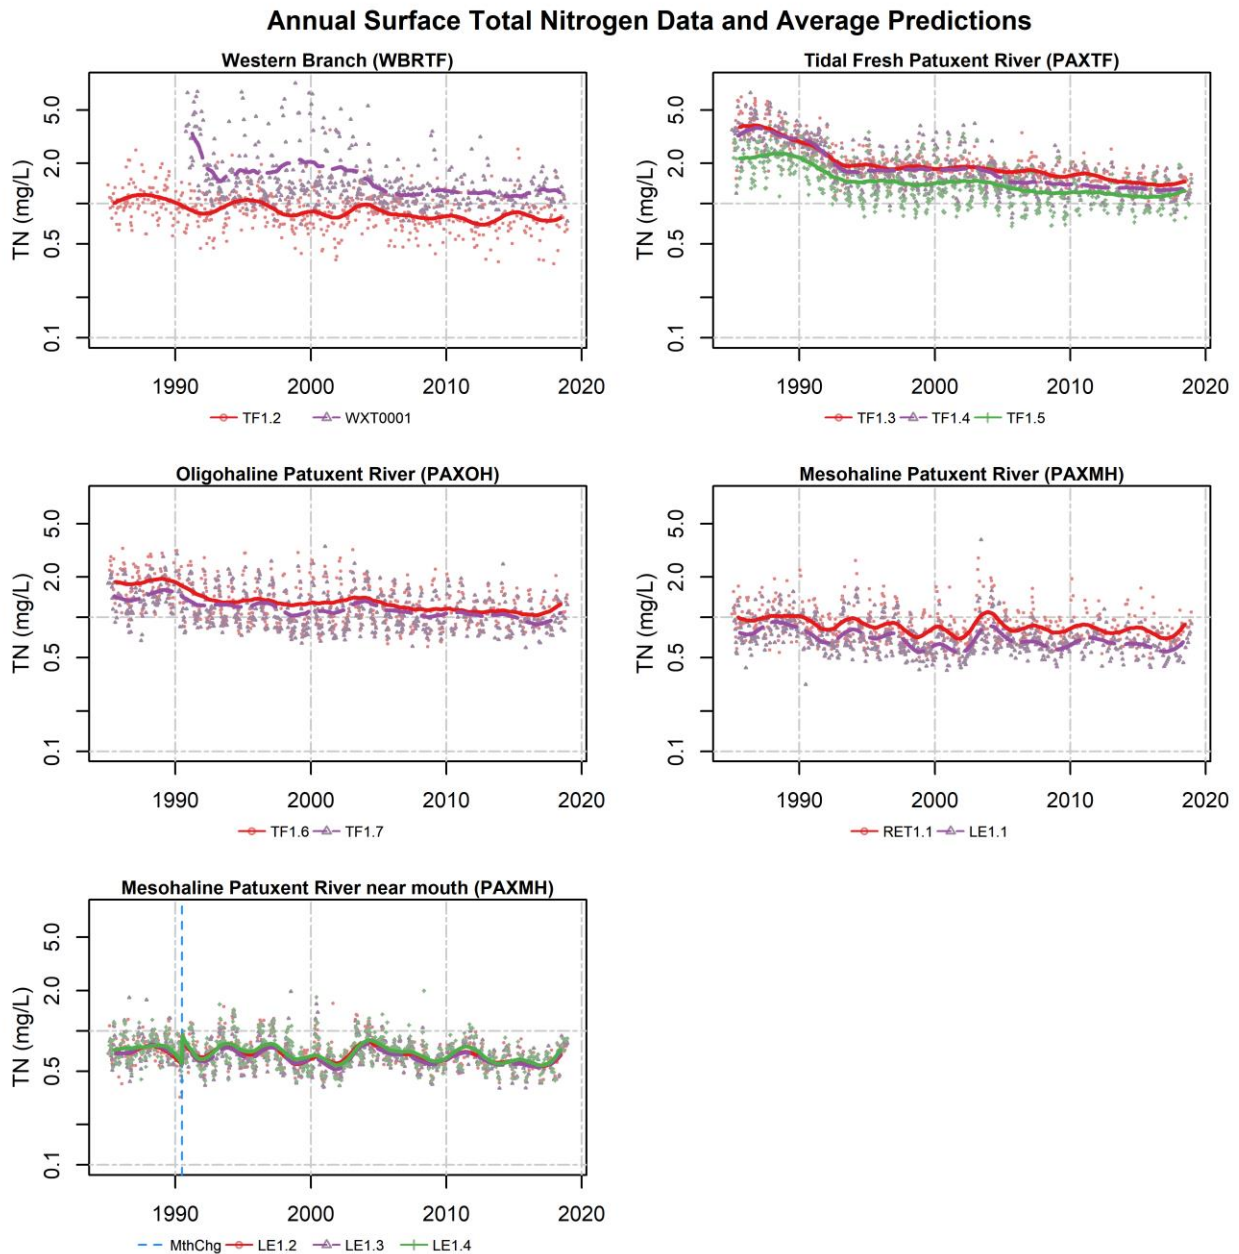 Annual Surface Total Nitrogen Data and Average Predictions
Western Branch (WBRTF)
TN (mg/L)
5.0
2.0
0.5
0.1
1990 2000 2010 2020
TF1.2 WXT0001
Tidal Fresh Patuxent River (PAXTF)
TN (mg/L)
5.0
2.0
0.5
0.1
1990 2000 2010 2020
TF1.3 TF1.4 TF1.5
Oligohaline Patuxent River (PAXOH)
TN (mg/L)
5.0
2.0
0.5
0.1
1990 2000 2010 2020
TF1.6 TF1.7
Mesohaline Patuxent River (PAXMH)
TN (mg/L)
5.0
2.0
0.5
0.1
1990 2000 2010 2020
RET1.1 LE1.1
Mesohaline Patuxent River near mouth (PAXMH)
TN (mg/L)
5.0
2.0
0.5
0.1
1990 2000 2010 2020
MthChg LE1.2 LE1.3 LE1.4